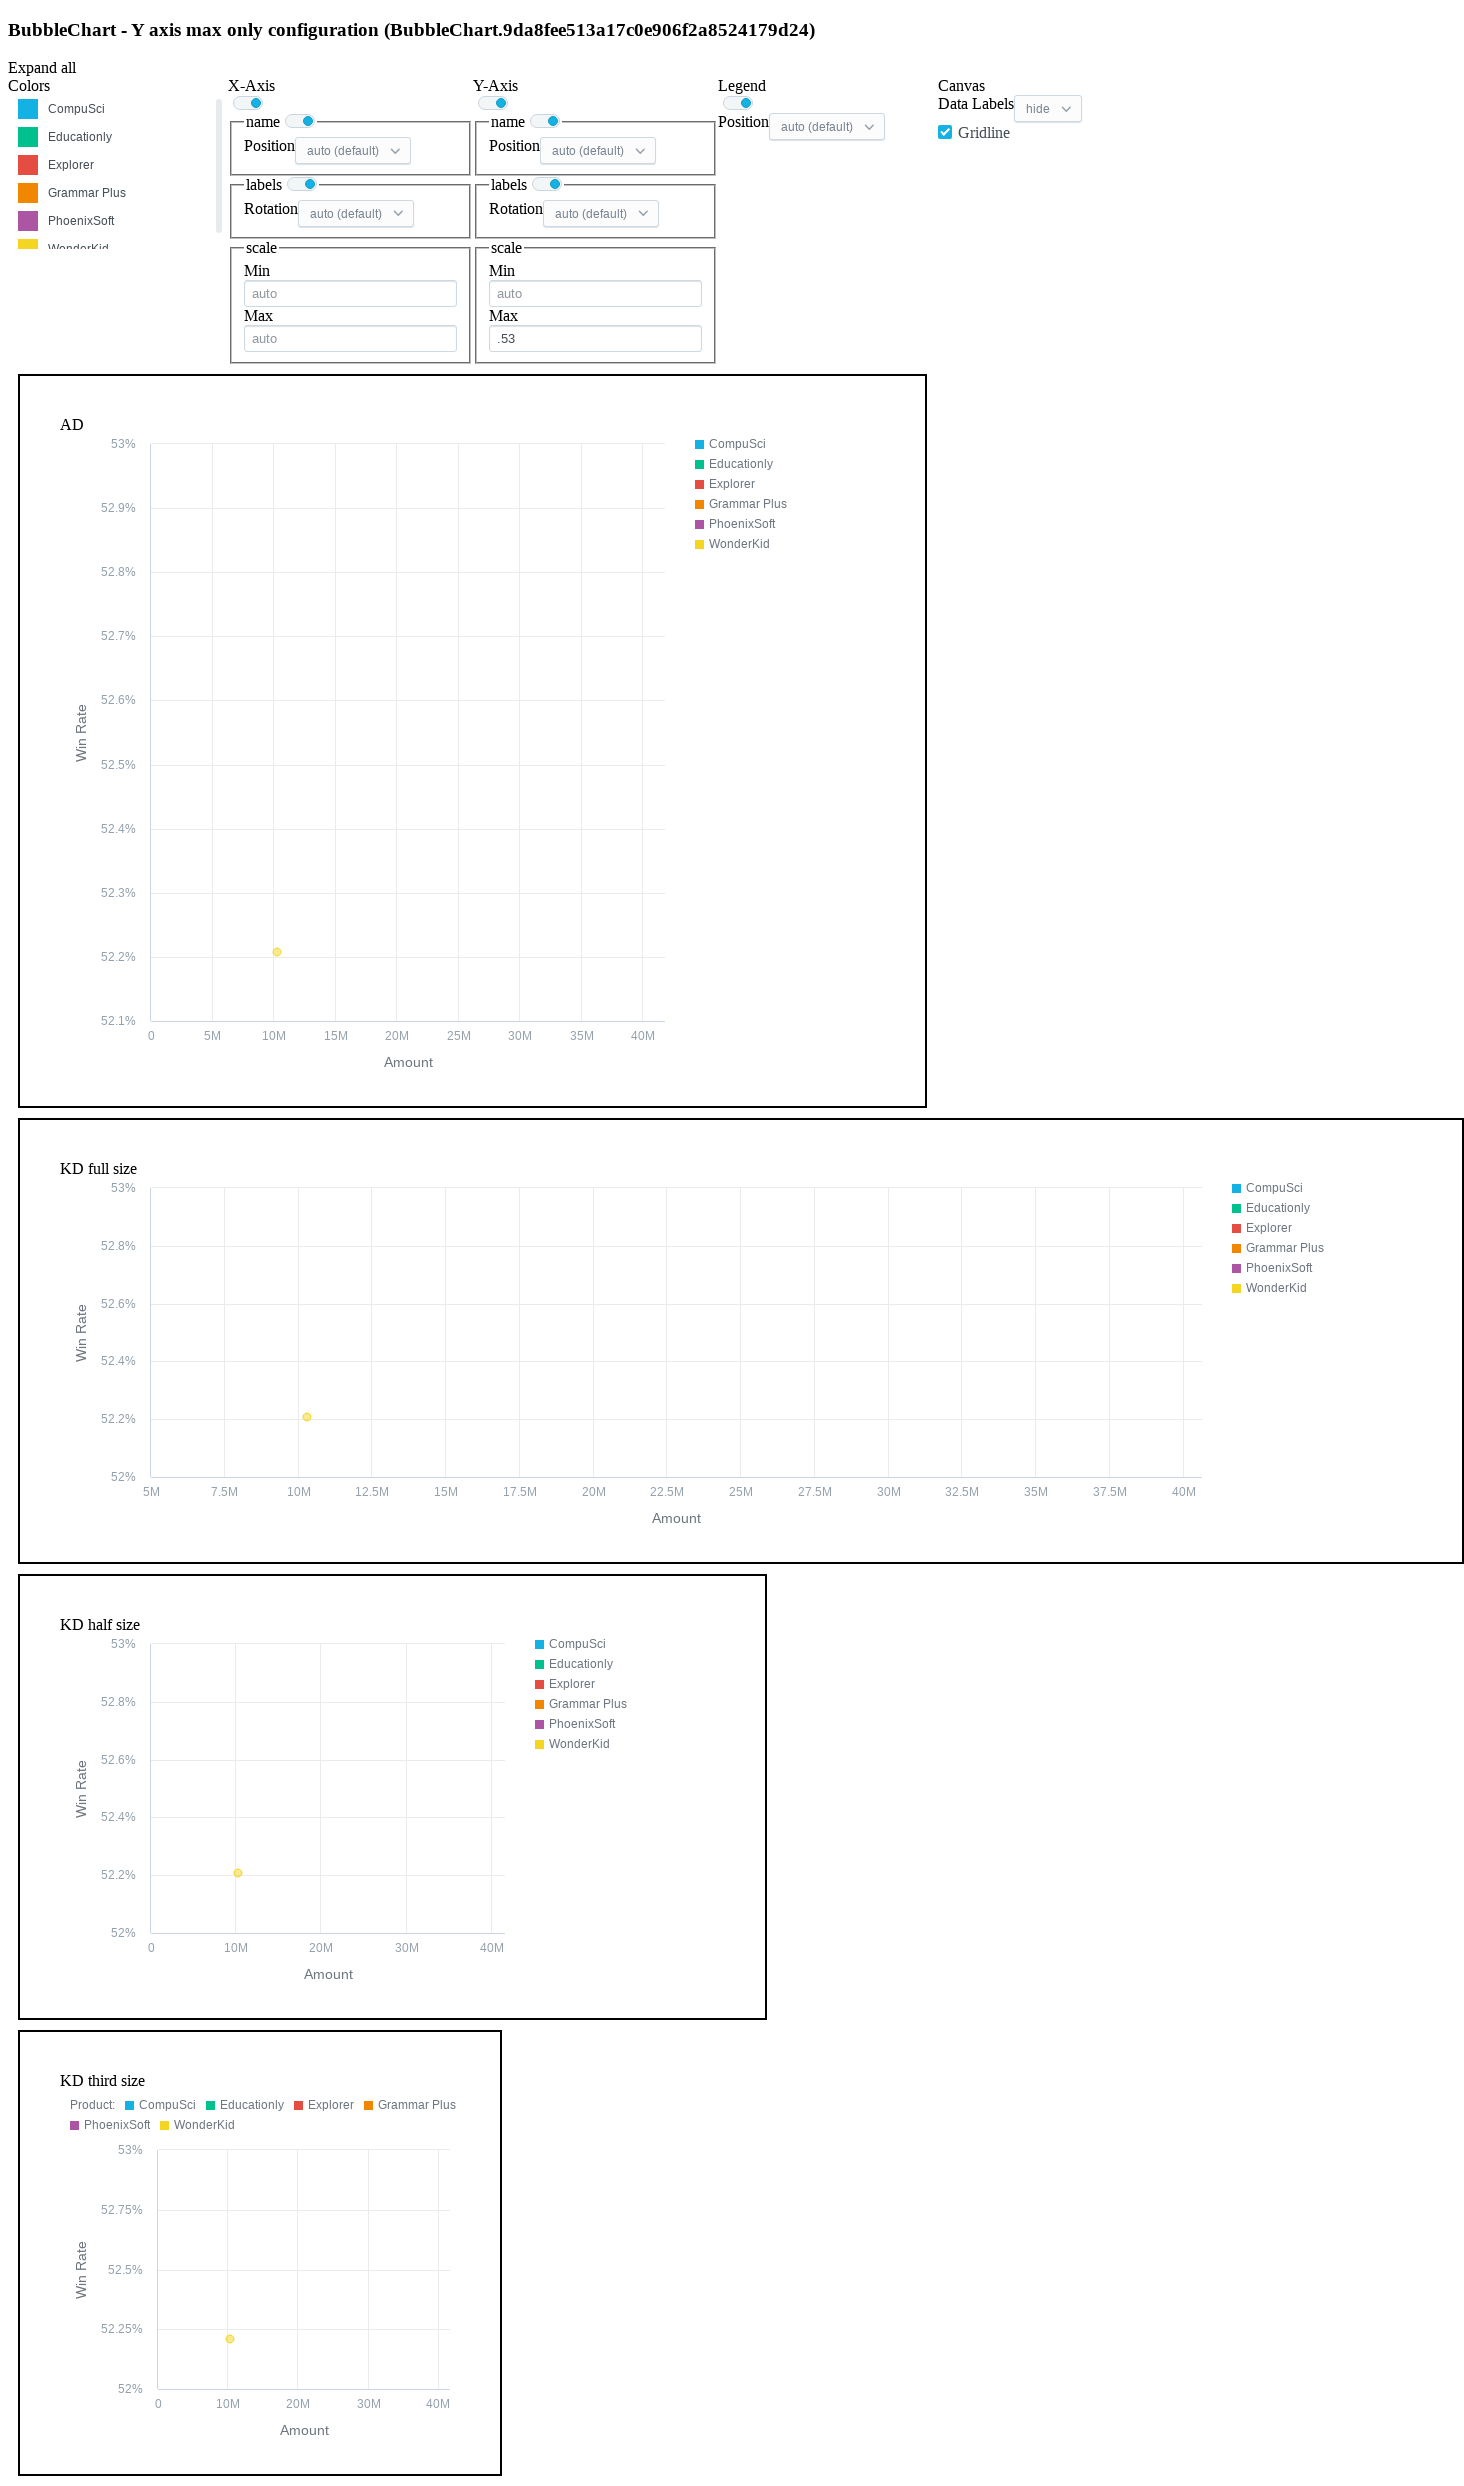 BubbleChart - Y axis max only configuration (BubbleChart.9da8fee513a17c0e906f2a8524179d24)
Expand all
Colors
CompuSci
Educationly
Explorer
Grammar Plus
PhoenixSoft
WonderKid
X-Axis
name
Position auto (default)
labels
Rotation auto (default)
scale
Min
auto
Max
auto
Y-Axis
name
Position auto (default)
labels
Rotation auto (default)
scale
Min
auto
Max
.53
Legend
Position auto (default)
Canvas
Data Labels hide
Gridline
AD
53%
52.9%
52.8%
52.7%
52.6%
52.5%
52.4%
52.3%
52.2%
52.1%
Win Rate
0 5M 10M 15M 20M 25M 30M 35M 40M
Amount
CompuSci
Educationly
Explorer
Grammar Plus
PhoenixSoft
WonderKid
KD full size
53%
52.8%
52.6%
52.4%
52.2%
52%
Win Rate
5M 7.5M 10M 12.5M 15M 17.5M 20M 22.5M 25M 27.5M 30M 32.5M 35M 37.5M 40M
Amount
CompuSci
Educationly
Explorer
Grammar Plus
PhoenixSoft
WonderKid
KD half size
53%
52.8%
52.6%
52.4%
52.2%
52%
Win Rate
0 10M 20M 30M 40M
Amount
CompuSci
Educationly
Explorer
Grammar Plus
PhoenixSoft
WonderKid
KD third size
Product: CompuSci Educationly Explorer Grammar Plus
PhoenixSoft WonderKid
53%
52.75%
52.5%
52.25%
52%
Win Rate
0 10M 20M 30M 40M
Amount